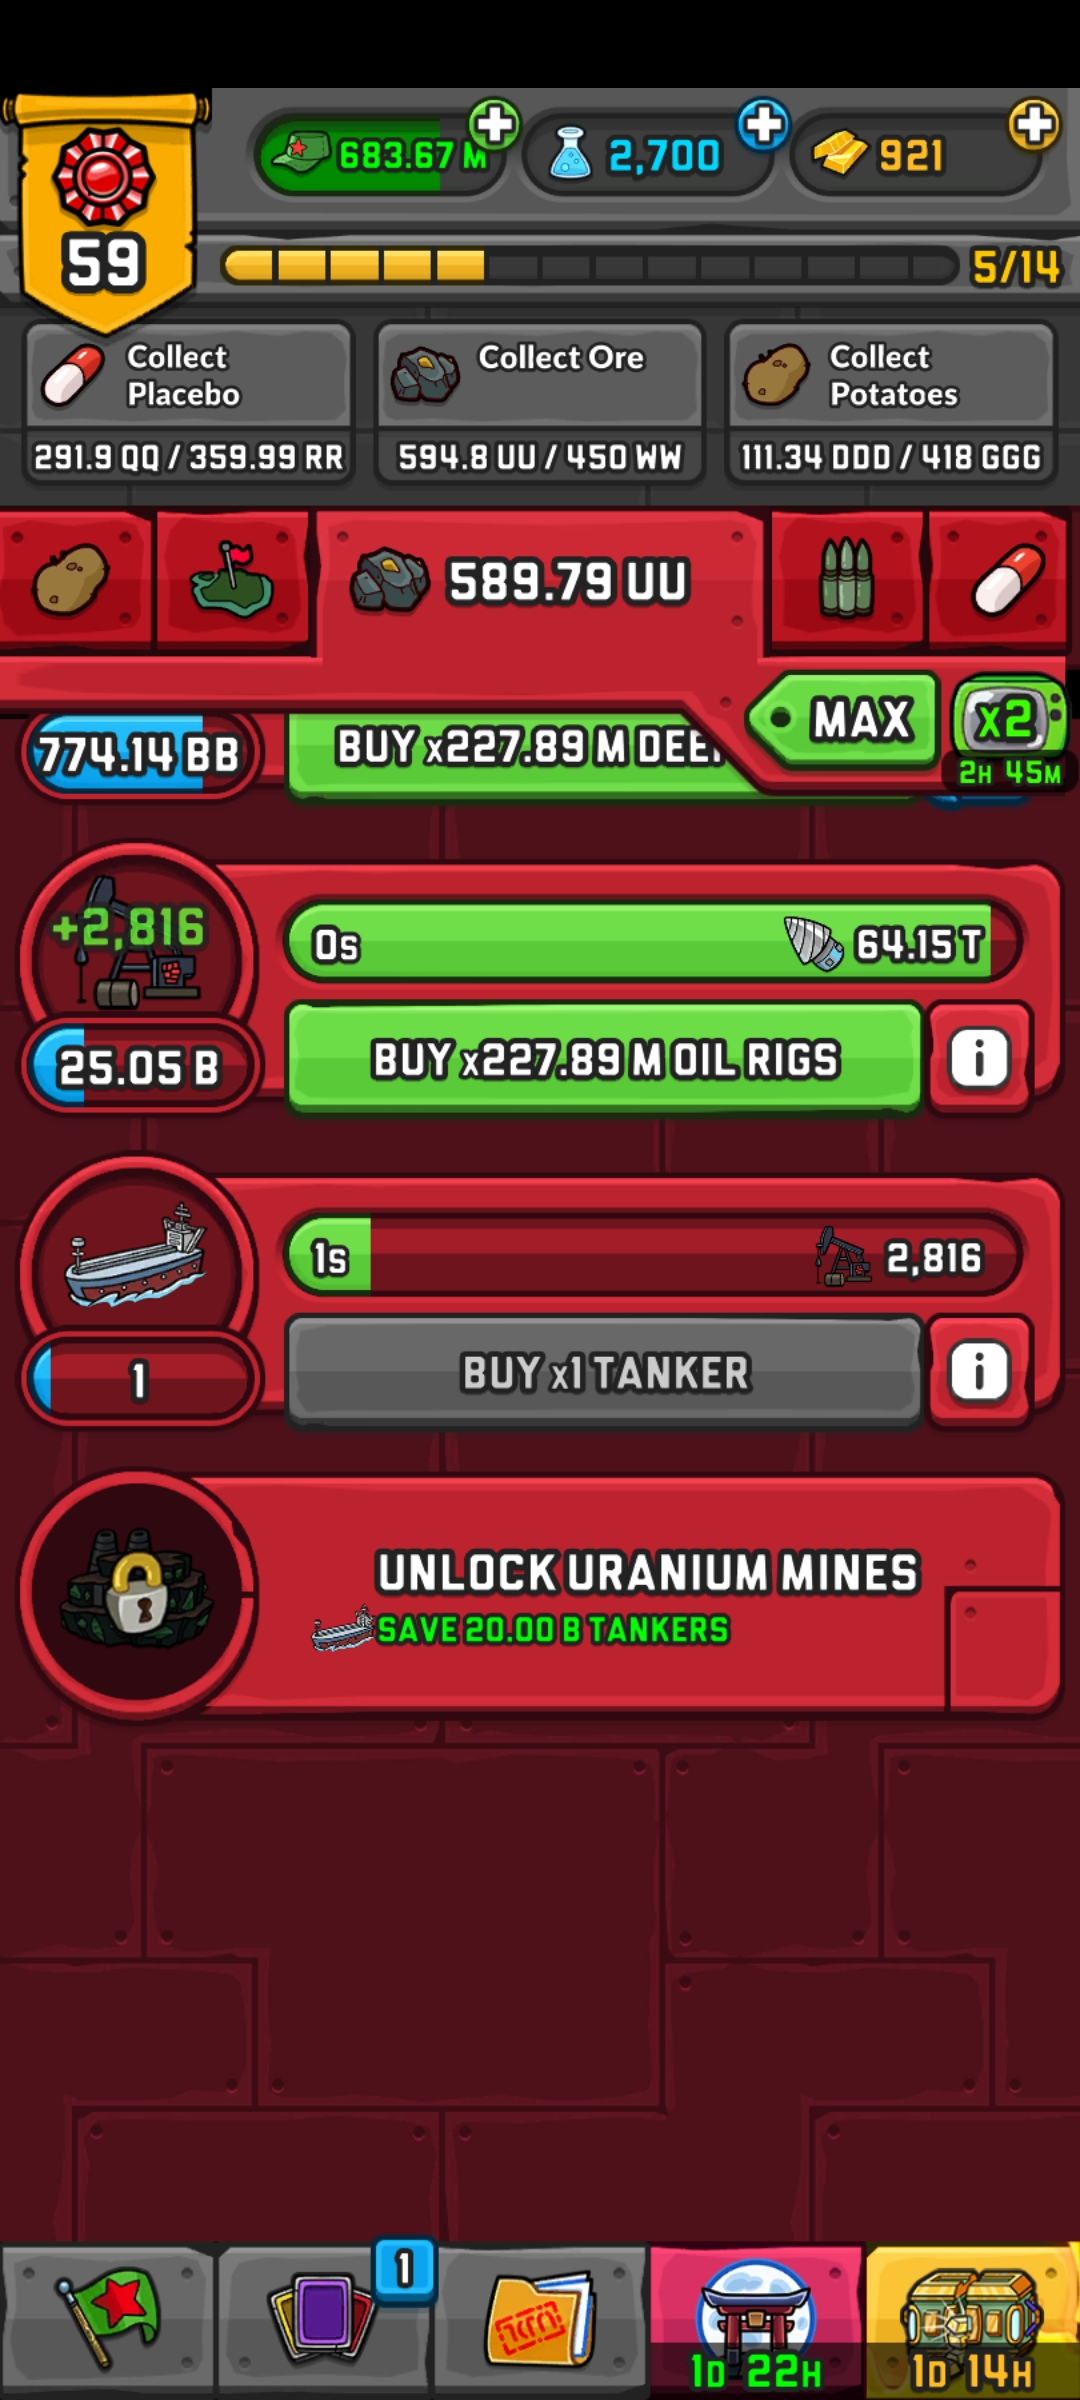 683.67 M
2,700
921
59
5/14
Collect
Placebo
291.9 QQ / 359.99 RR
Collect Ore
594.8 UU / 450 WW
Collect
Potatoes
111.34 DDD / 418 GGG
589.79 UU
MAX
x2
2H 45M
774.14 BB
BUY x227.89 M DEE
+2,816
0s
64.15 T
25.05 B
BUY x227.89 M OIL RIGS
i
1s
2,816
1
BUY x1 TANKER
i
UNLOCK URANIUM MINES
SAVE 20.00 B TANKERS
1
1D 22H
1D 14H